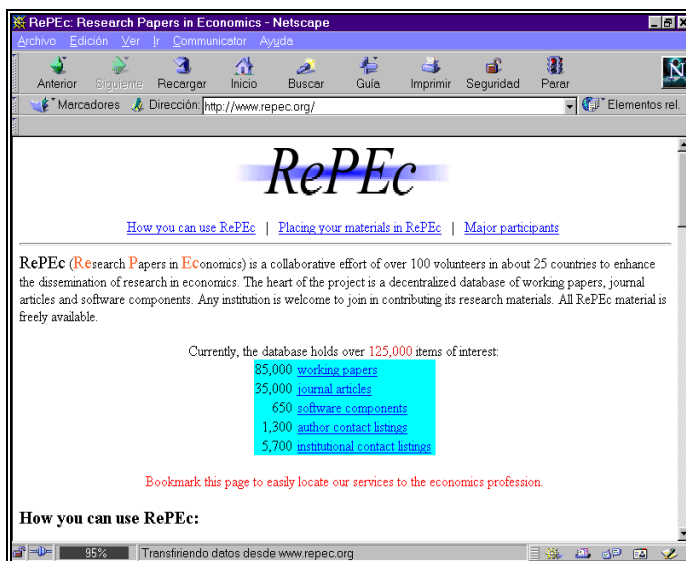 RePEc: Research Papers in Economics - Netscape
Archivo Edición Ver Ir Communicator Ayuda
Anterior Siguiente Recargar Inicio Buscar Guía Imprimir Seguridad Parar
Marcadores Dirección: http://www.repec.org/ Elementos rel.
RePEc
How you can use RePEc | Placing your materials in RePEc | Major participants
RePEc (Research Papers in Economics) is a collaborative effort of over 100 volunteers in about 25 countries to enhance
the dissemination of research in economics. The heart of the project is a decentralized database of working papers, journal
articles and software components. Any institution is welcome to join in contributing its research materials. All RePEc material is
freely available.
Currently, the database holds over 125,000 items of interest:
85,000 working papers
35,000 journal articles
650 software components
1,300 author contact listings
5,700 institutional contact listings
Bookmark this page to easily locate our services to the economics profession.
How you can use RePEc:
95% Transfiriendo datos desde www.repec.org